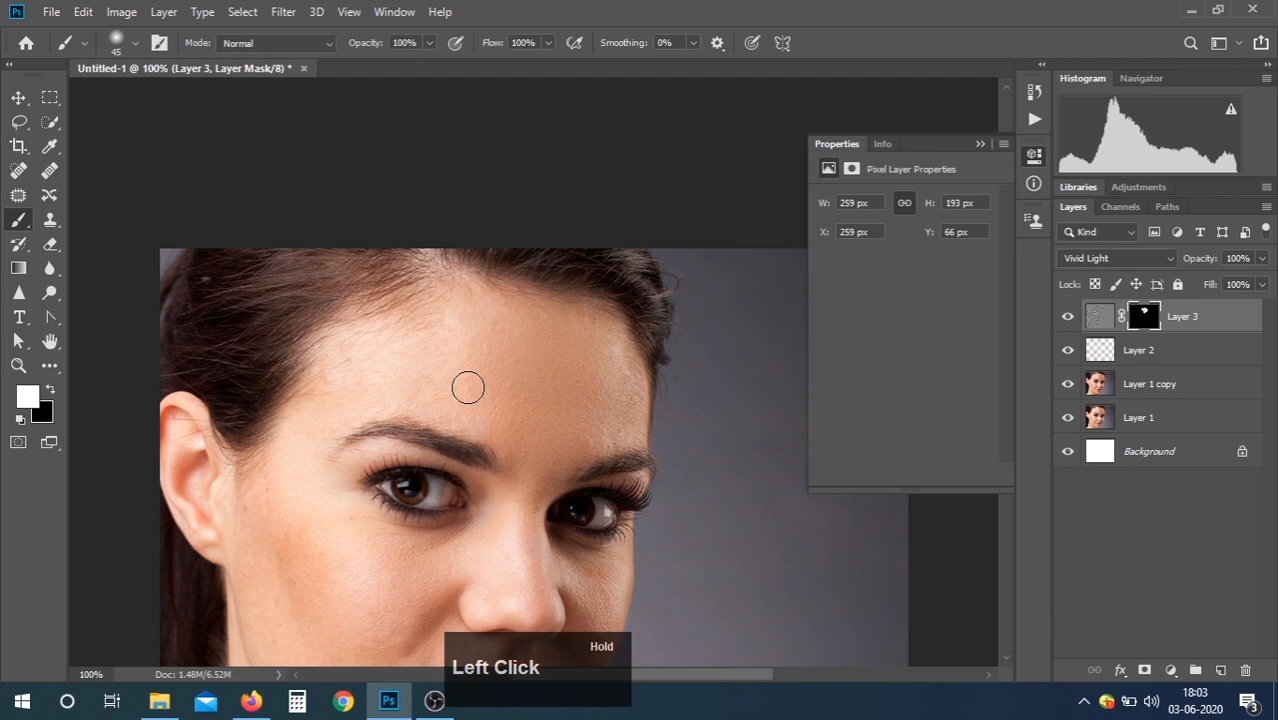 Ps File Edit Image Layer Type Select Filter 3D View Window Help
45 Mode: Normal Opacity: 100% Flow: 100% Smoothing: 0%
Untitled-1 @ 100% (Layer 3, Layer Mask/8) *
Histogram Navigator
Properties Info
Pixel Layer Properties
W: 259 px H: 193 px
X: 259 px Y: 66 px
Libraries Adjustments
Layers Channels Paths
Kind
Vivid Light Opacity: 100%
Lock: Fill: 100%
Layer 3
Layer 2
Layer 1 copy
Layer 1
Background
Hold
Left Click
100% Doc: 1.48M/6.52M
Ps
18:03
03-06-2020
3